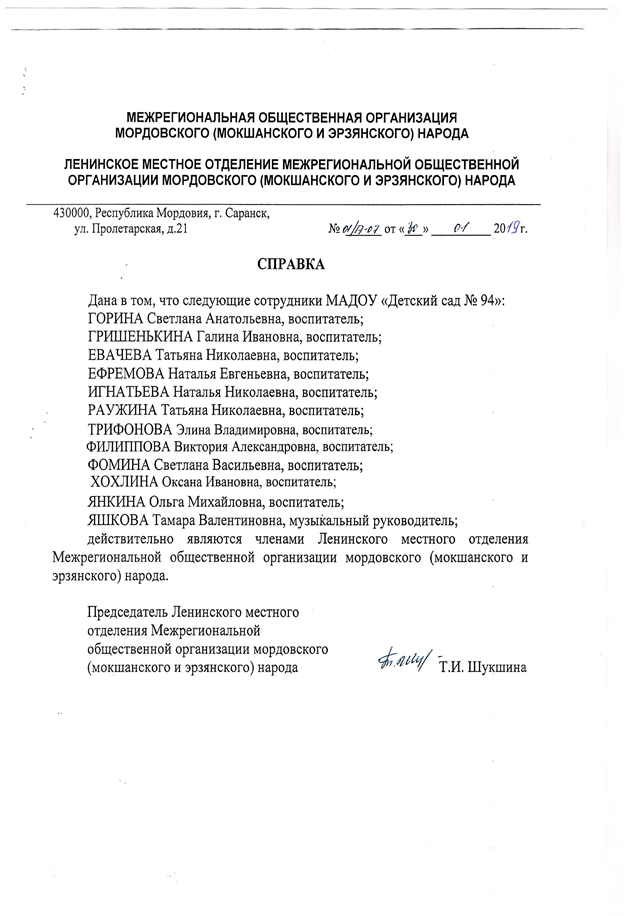 МЕЖРЕГИОНАЛЬНАЯ ОБЩЕСТВЕННАЯ ОРГАНИЗАЦИЯ
МОРДОВСКОГО (МОКШАНСКОГО И ЭРЗЯНСКОГО) НАРОДА
ЛЕНИНСКОЕ МЕСТНОЕ ОТДЕЛЕНИЕ МЕЖРЕГИОНАЛЬНОЙ ОБЩЕСТВЕННОЙ
ОРГАНИЗАЦИИ МОРДОВСКОГО (МОКШАНСКОГО И ЭРЗЯНСКОГО) НАРОДА
430000, Республика Мордовия, г. Саранск,
ул. Пролетарская, д.21
№ от «30» 01 2019г.
СПРАВКА
Дана в том, что следующие сотрудники МАДОУ «Детский сад № 94»:
ГОРИНА Светлана Анатольевна, воспитатель;
ГРИШЕНЬКИНА Галина Ивановна, воспитатель;
ЕВАЧЕВА Татьяна Николаевна, воспитатель;
ЕФРЕМОВА Наталья Евгеньевна, воспитатель;
ИГНАТЬЕВА Наталья Николаевна, воспитатель;
РАУЖИНА Татьяна Николаевна, воспитатель;
ТРИФОНОВА Элина Владимировна, воспитатель;
ФИЛИППОВА Виктория Александровна, воспитатель;
ФОМИНА Светлана Васильевна, воспитатель;
ХОХЛИНА Оксана Ивановна, воспитатель;
ЯНКИНА Ольга Михайловна, воспитатель;
ЯШКОВА Тамара Валентиновна, музыкальный руководитель;
действительно являются членами Ленинского местного отделения
Межрегиональной общественной организации мордовского (мокшанского и
эрзянского) народа.
Председатель Ленинского местного
отделения Межрегиональной
общественной организации мордовского
(мокшанского и эрзянского) народа Т.И. Шукшина